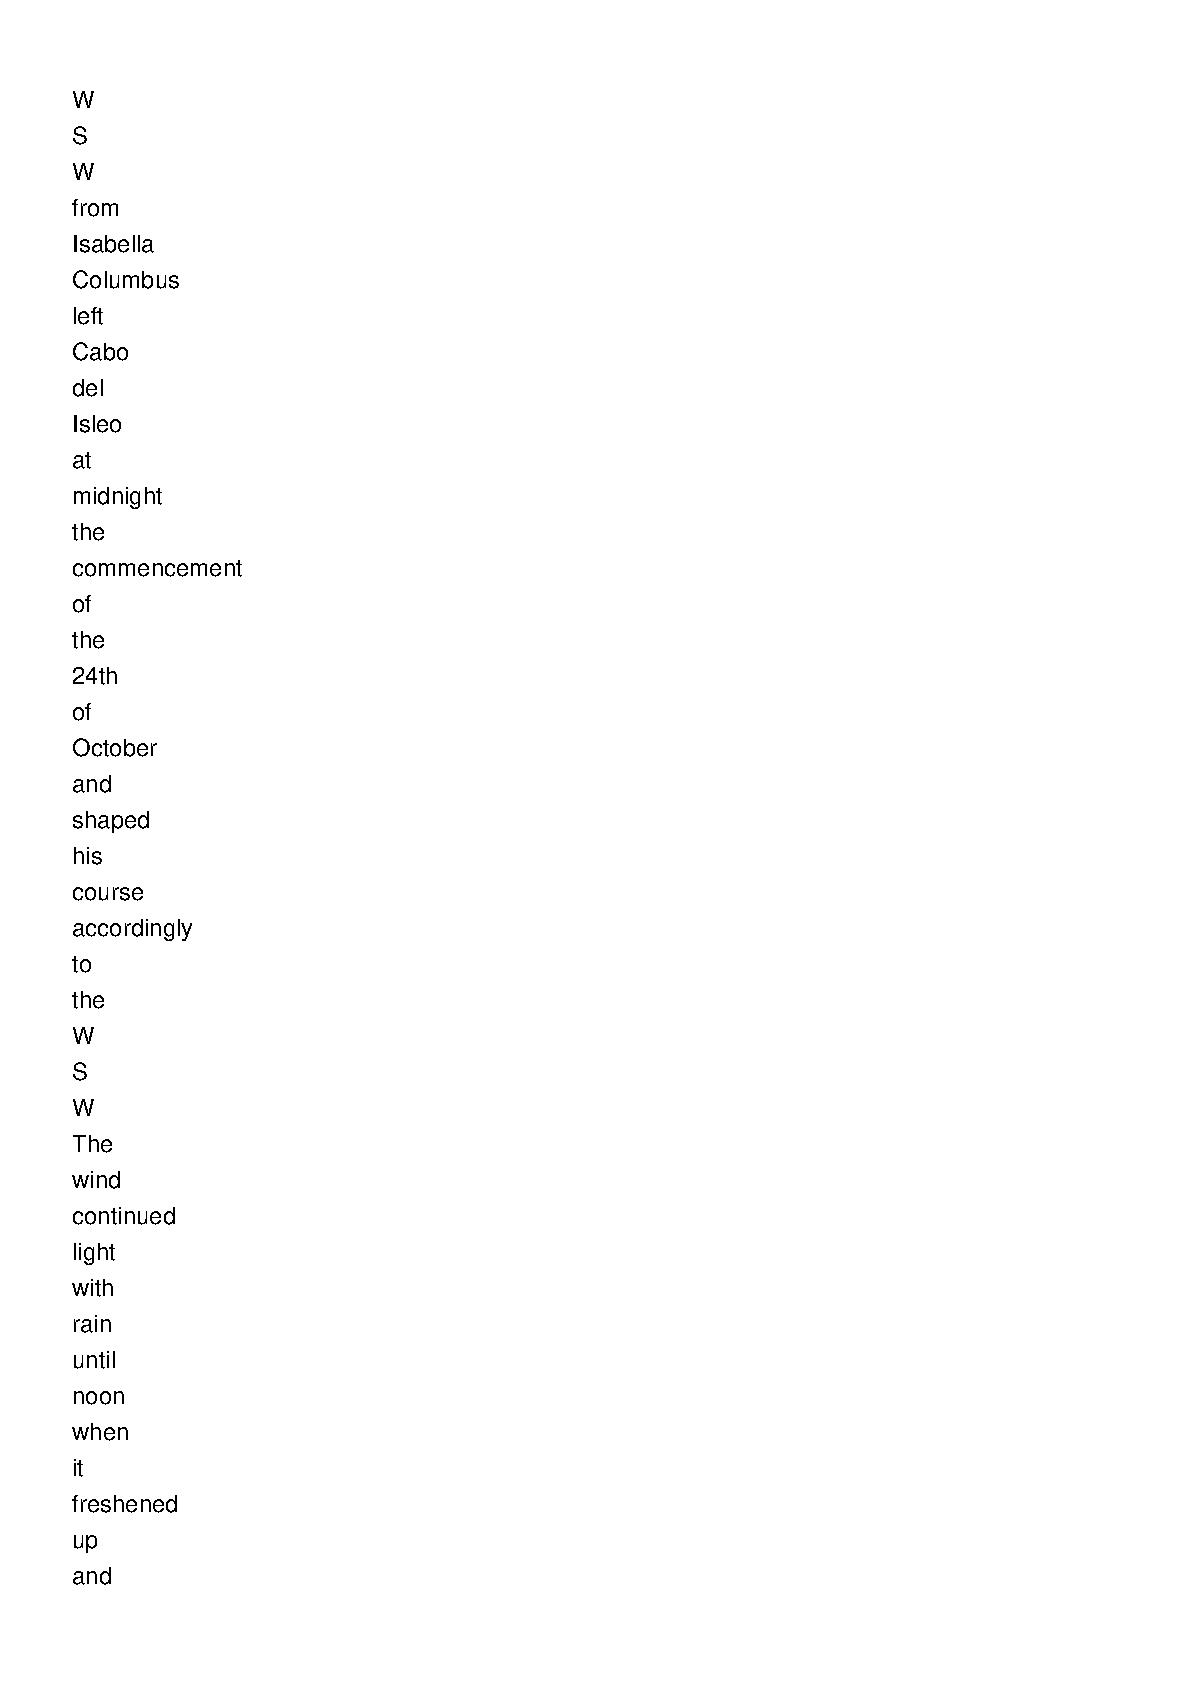 W
S
W
from
Isabella
Columbus
left
Cabo
del
Isleo
at
midnight
the
commencement
of
the
24th
of
October
and
shaped
his
course
accordingly
to
the
W
S
W
The
wind
continued
light
with
rain
until
noon
when
it
freshened
up
and